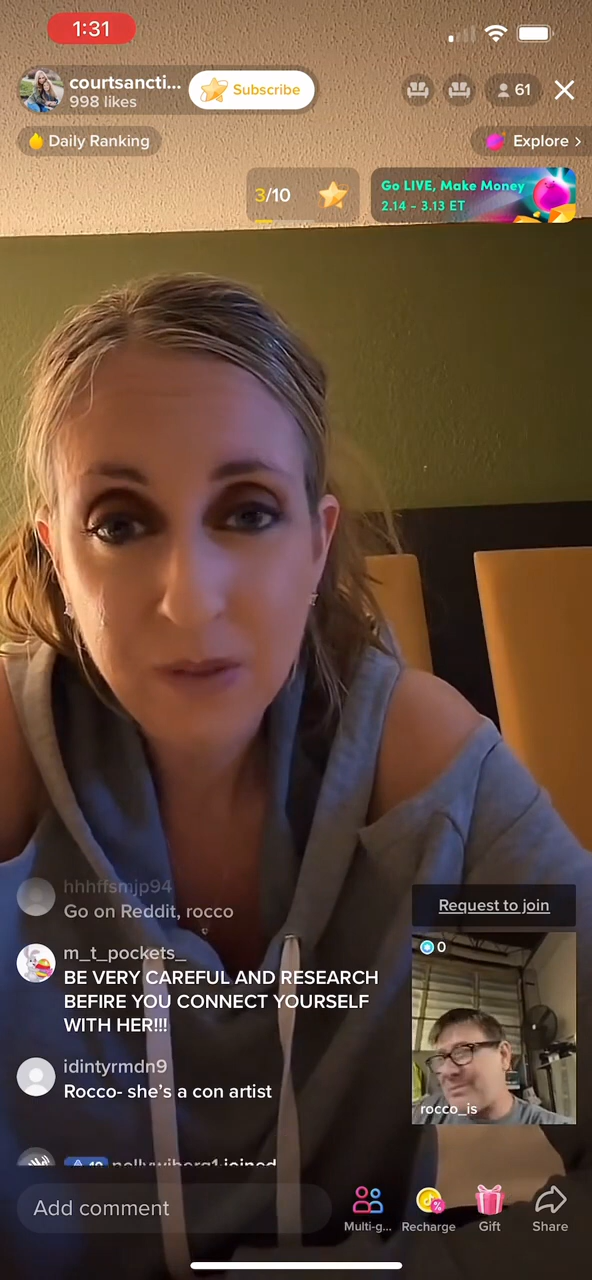 1:31
courtsancti...
998 likes
Subscribe
61
Daily Ranking
Explore >
3/10
Go LIVE, Make Money
2.14 - 3.13 ET
hhhffsmjp94
Go on Reddit, rocco
m_t_pockets_
BE VERY CAREFUL AND RESEARCH
BEFIRE YOU CONNECT YOURSELF
WITH HER!!!
idintyrmdn9
Rocco- she's a con artist
joined
Request to join
0
rocco_is
Add comment
Multi-g...
Recharge
Gift
Share